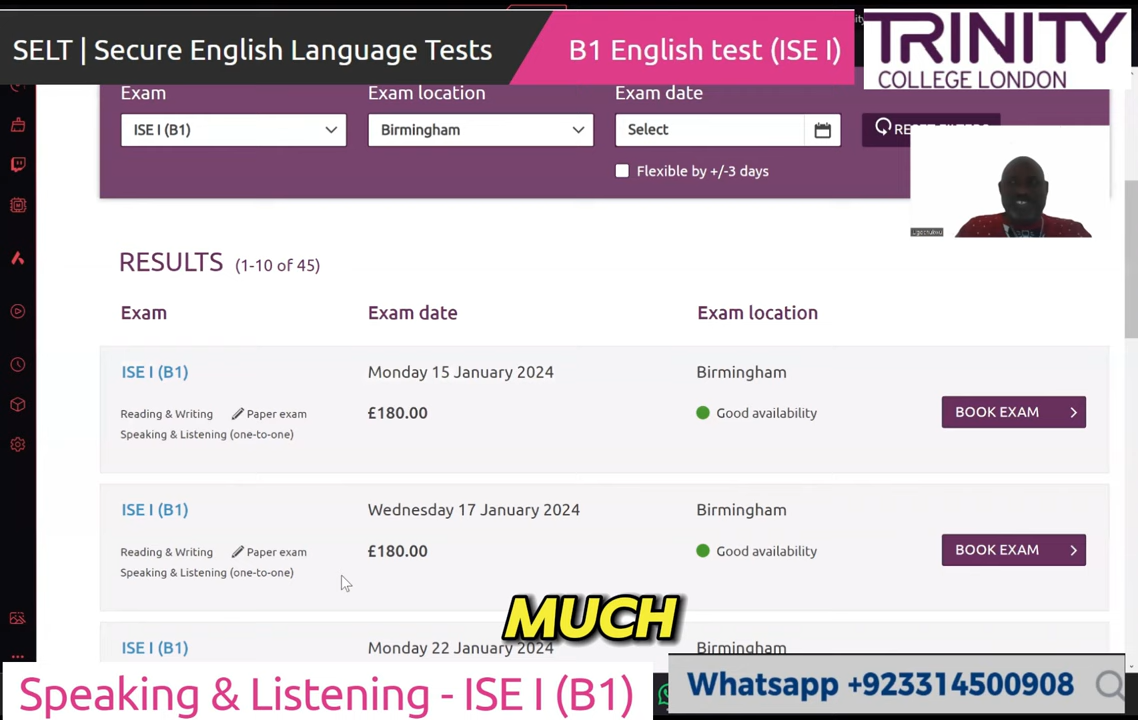 SELT | Secure English Language Tests
B1 English test (ISE I)
TRINITY
COLLEGE LONDON
Exam
Exam location
Exam date
ISE I (B1)
Birmingham
Select
RESET FILTERS
Flexible by +/-3 days
Ugochukwu
RESULTS (1-10 of 45)
Exam
Exam date
Exam location
ISE I (B1)
Monday 15 January 2024
Birmingham
Reading & Writing
Paper exam
£180.00
Good availability
BOOK EXAM
Speaking & Listening (one-to-one)
ISE I (B1)
Wednesday 17 January 2024
Birmingham
Reading & Writing
Paper exam
£180.00
Good availability
BOOK EXAM
Speaking & Listening (one-to-one)
MUCH
ISE I (B1)
Monday 22 January 2024
Birmingham
Speaking & Listening - ISE I (B1)
Whatsapp +923314500908